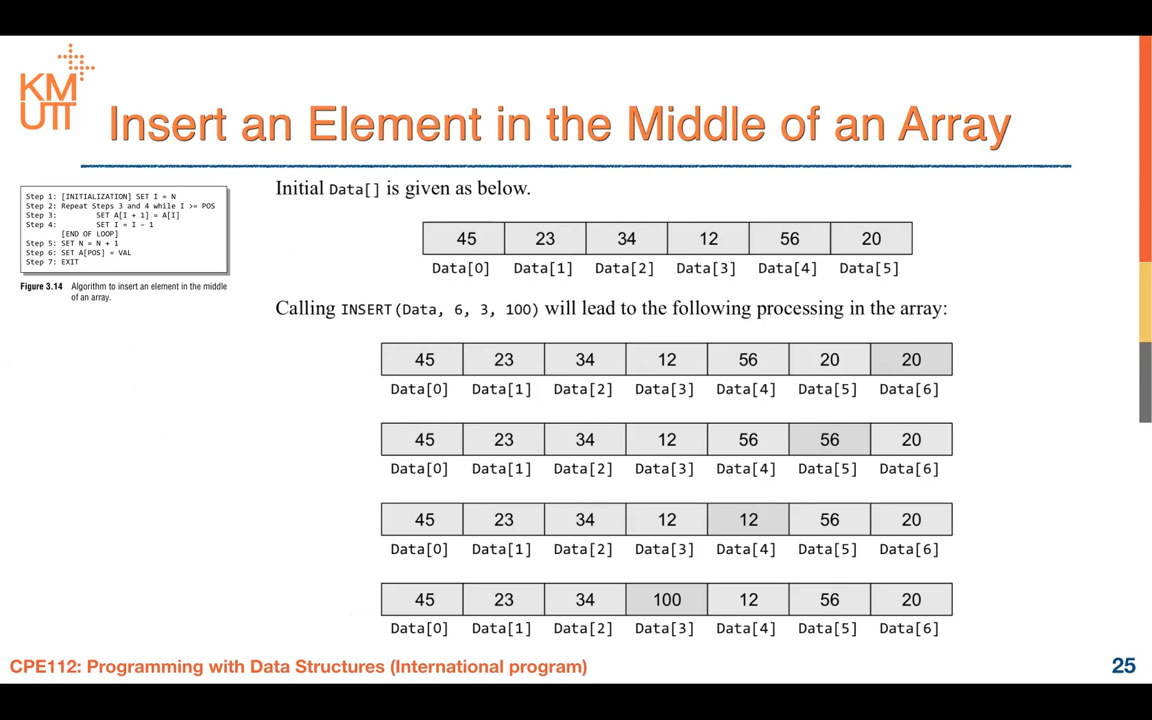 KM
UTT
Insert an Element in the Middle of an Array
Step 1: [INITIALIZATION] SET I = N
Step 2: Repeat Steps 3 and 4 while I >= POS
Step 3: SET A[I + 1] = A[I]
Step 4: SET I = I – 1
[END OF LOOP]
Step 5: SET N = N + 1
Step 6: SET A[POS] = VAL
Step 7: EXIT
Figure 3.14 Algorithm to insert an element in the middle
of an array.
Initial Data[] is given as below.
45 23 34 12 56 20
Data[0] Data[1] Data[2] Data[3] Data[4] Data[5]
Calling INSERT(Data, 6, 3, 100) will lead to the following processing in the array:
45 23 34 12 56 20 20
Data[0] Data[1] Data[2] Data[3] Data[4] Data[5] Data[6]
45 23 34 12 56 56 20
Data[0] Data[1] Data[2] Data[3] Data[4] Data[5] Data[6]
45 23 34 12 12 56 20
Data[0] Data[1] Data[2] Data[3] Data[4] Data[5] Data[6]
45 23 34 100 12 56 20
Data[0] Data[1] Data[2] Data[3] Data[4] Data[5] Data[6]
CPE112: Programming with Data Structures (International program)
25